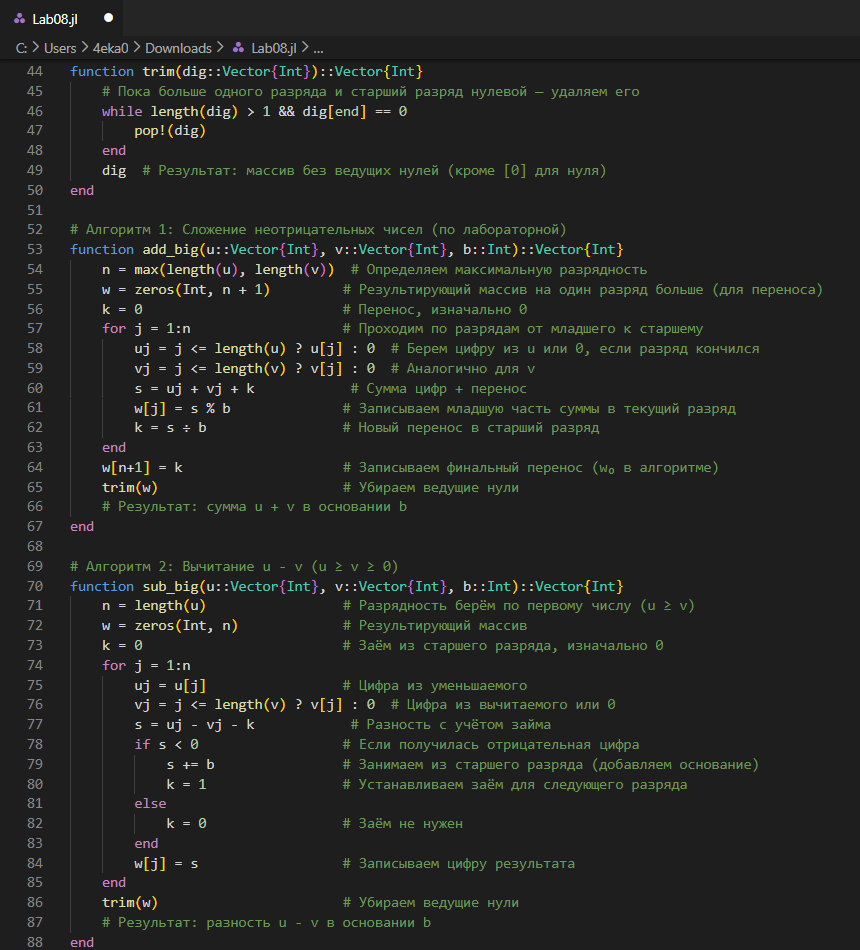 Lab08.jl
C: > Users > 4eka0 > Downloads > Lab08.jl > ...
44 function trim(dig::Vector{Int})::Vector{Int}
45     # Пока больше одного разряда и старший разряд нулевой — удаляем его
46     while length(dig) > 1 && dig[end] == 0
47         pop!(dig)
48     end
49     dig  # Результат: массив без ведущих нулей (кроме [0] для нуля)
50 end
51
52 # Алгоритм 1: Сложение неотрицательных чисел (по лабораторной)
53 function add_big(u::Vector{Int}, v::Vector{Int}, b::Int)::Vector{Int}
54     n = max(length(u), length(v))  # Определяем максимальную разрядность
55     w = zeros(Int, n + 1)         # Результирующий массив на один разряд больше (для переноса)
56     k = 0                         # Перенос, изначально 0
57     for j = 1:n                   # Проходим по разрядам от младшего к старшему
58         uj = j <= length(u) ? u[j] : 0  # Берем цифру из u или 0, если разряд кончился
59         vj = j <= length(v) ? v[j] : 0  # Аналогично для v
60         s = uj + vj + k            # Сумма цифр + перенос
61         w[j] = s % b              # Записываем младшую часть суммы в текущий разряд
62         k = s ÷ b                 # Новый перенос в старший разряд
63     end
64     w[n+1] = k                    # Записываем финальный перенос (w₀ в алгоритме)
65     trim(w)                       # Убираем ведущие нули
66     # Результат: сумма u + v в основании b
67 end
68
69 # Алгоритм 2: Вычитание u - v (u ≥ v ≥ 0)
70 function sub_big(u::Vector{Int}, v::Vector{Int}, b::Int)::Vector{Int}
71     n = length(u)                 # Разрядность берём по первому числу (u ≥ v)
72     w = zeros(Int, n)             # Результирующий массив
73     k = 0                         # Заём из старшего разряда, изначально 0
74     for j = 1:n
75         uj = u[j]                 # Цифра из уменьшаемого
76         vj = j <= length(v) ? v[j] : 0  # Цифра из вычитаемого или 0
77         s = uj - vj - k            # Разность с учётом займа
78         if s < 0                  # Если получилась отрицательная цифра
79             s += b                # Занимаем из старшего разряда (добавляем основание)
80             k = 1                 # Устанавливаем заём для следующего разряда
81         else
82             k = 0                 # Заём не нужен
83         end
84         w[j] = s                  # Записываем цифру результата
85     end
86     trim(w)                       # Убираем ведущие нули
87     # Результат: разность u - v в основании b
88 end